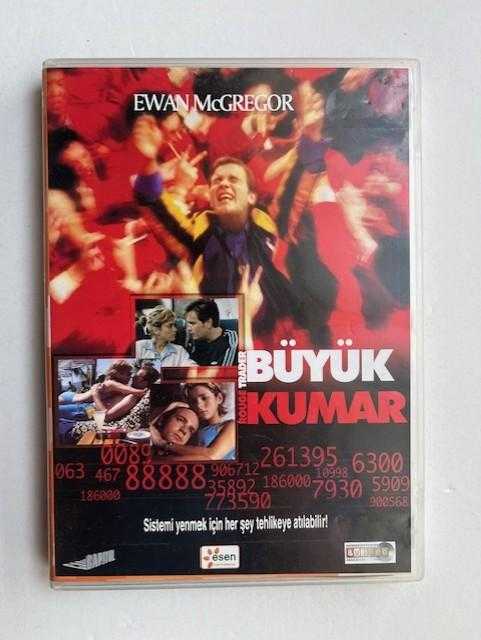 EWAN McGREGOR
ROUGE TRADER
BÜYÜK
KUMAR
0089 261395
063 467 88888 906712 10998 6300
186000 35892 186000 7930 5909
773590 900568
Sistemi yenmek için her şey tehlikeye atılabilir!
esen